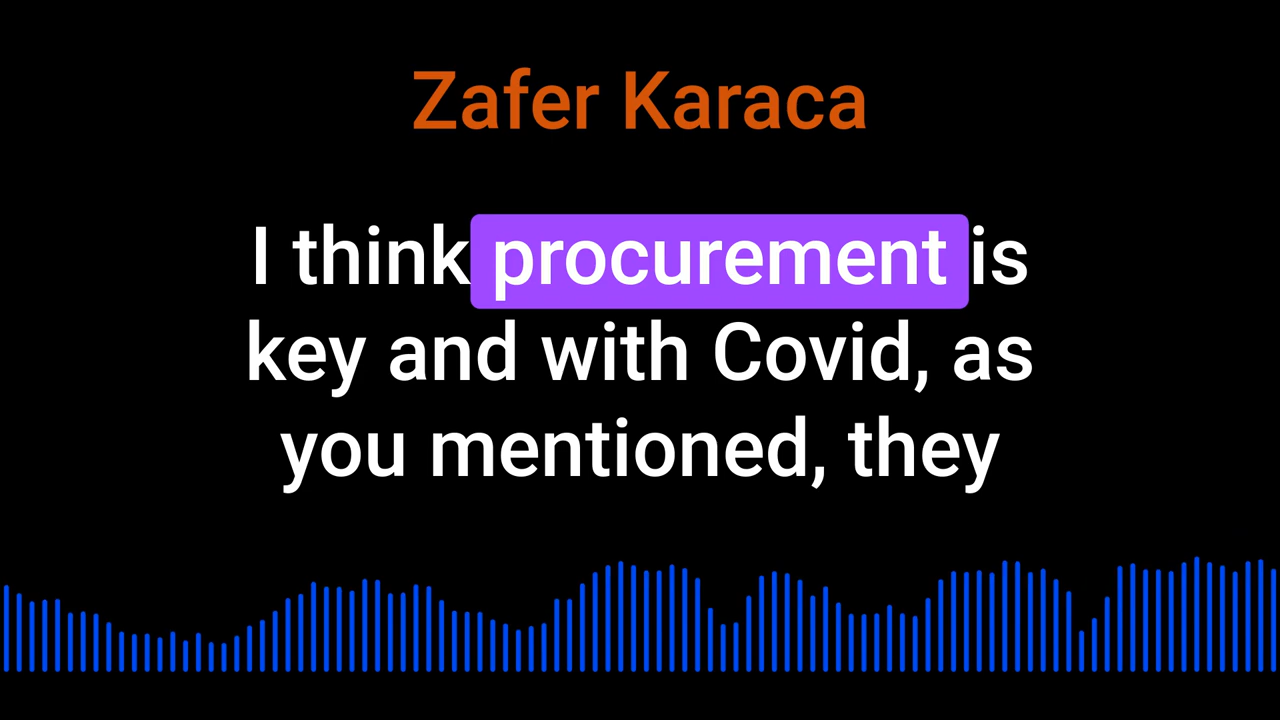 Zafer Karaca
I think procurement is
key and with Covid, as
you mentioned, they